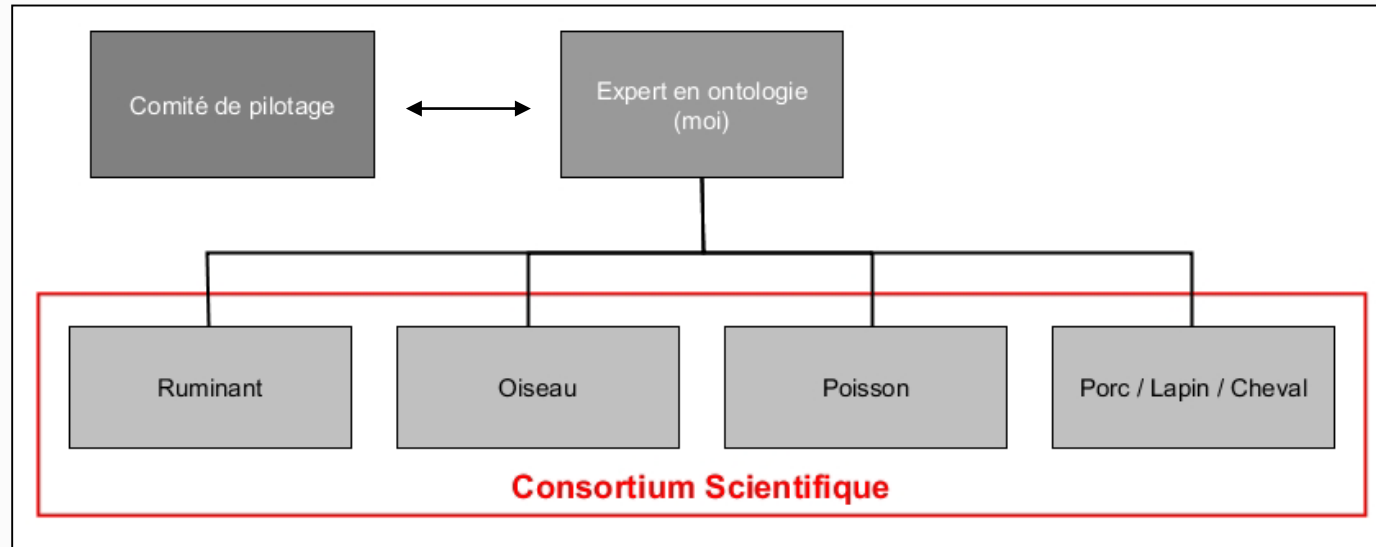 Comité de pilotage
Expert en ontologie
(moi)
Ruminant
Oiseau
Poisson
Porc / Lapin / Cheval
Consortium Scientifique